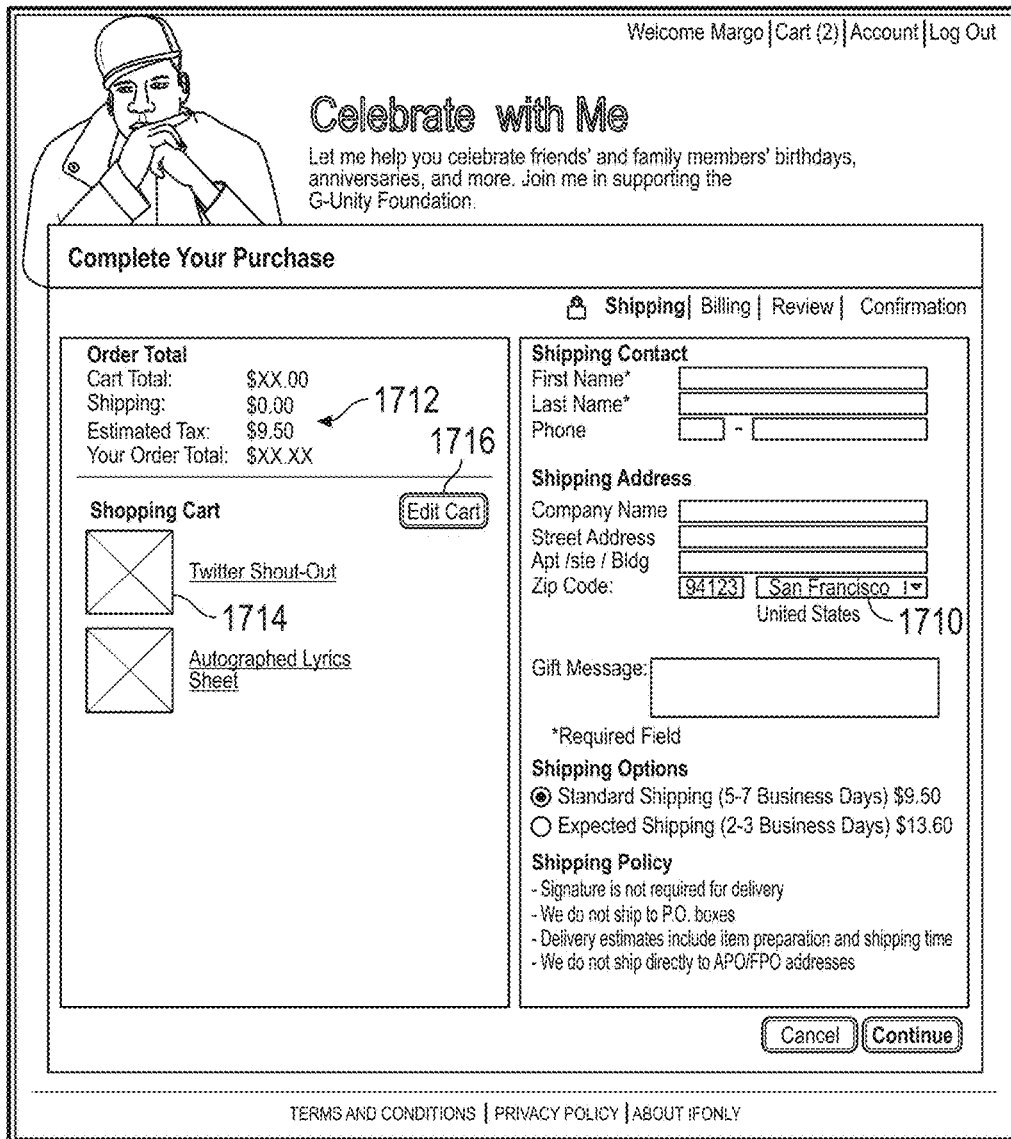 Welcome Margo|Cart (2)|Account|Log Out
Celebrate with Me
Let me help you celebrate friends' and family members' birthdays,
anniversaries, and more. Join me in supporting the
G-Unity Foundation.
Complete Your Purchase
Shipping| Billing | Review | Confirmation
Order Total
Cart Total: $XX.00
Shipping: $0.00
Estimated Tax: $9.50
Your Order Total: $XX.XX
1712
1716
Shopping Cart
Edit Cart
Twitter Shout-Out
1714
Autographed Lyrics
Sheet
Shipping Contact
First Name*
Last Name*
Phone -
Shipping Address
Company Name
Street Address
Apt /ste / Bldg
Zip Code: 94123 San Francisco
United States
1710
Gift Message:
*Required Field
Shipping Options
Standard Shipping (5-7 Business Days) $9.50
Expected Shipping (2-3 Business Days) $13.60
Shipping Policy
- Signature is not required for delivery
- We do not ship to P.O. boxes
- Delivery estimates include item preparation and shipping time
- We do not ship directly to APO/FPO addresses
Cancel Continue
TERMS AND CONDITIONS | PRIVACY POLICY | ABOUT IFONLY